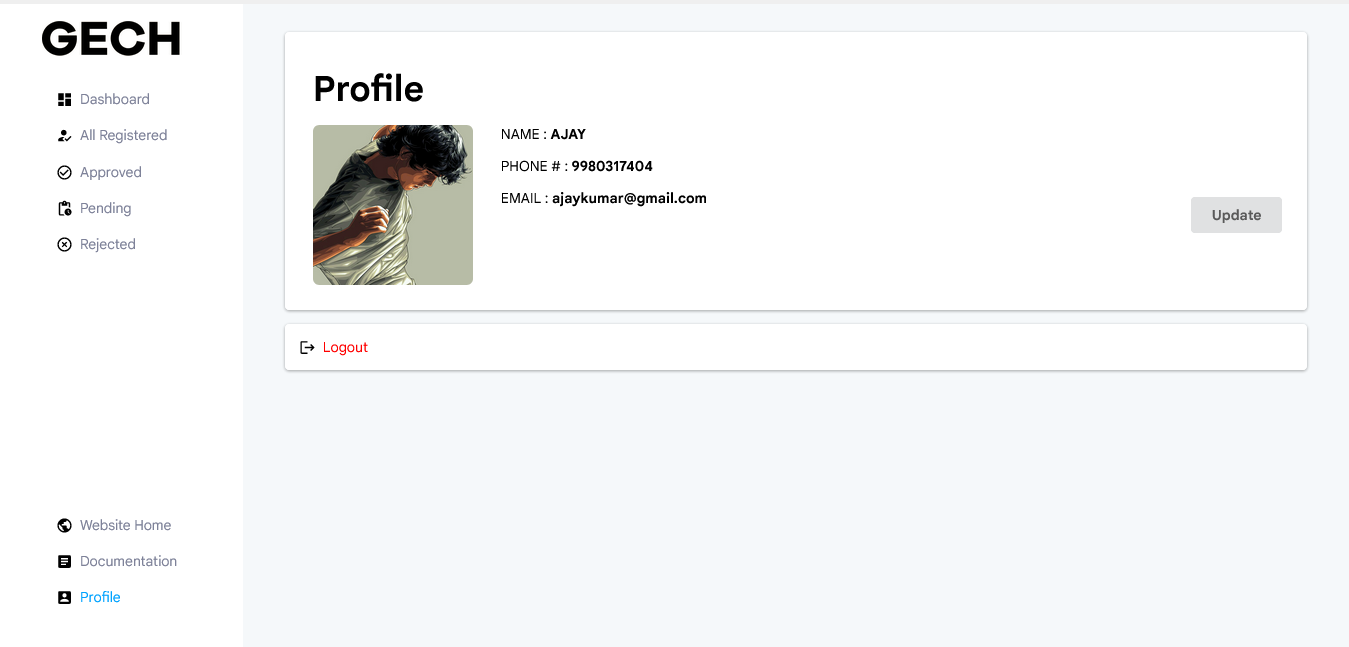 GECH
Dashboard
All Registered
Approved
Pending
Rejected
Website Home
Documentation
Profile
Profile
NAME : AJAY
PHONE # : 9980317404
EMAIL : ajaykumar@gmail.com
Update
Logout